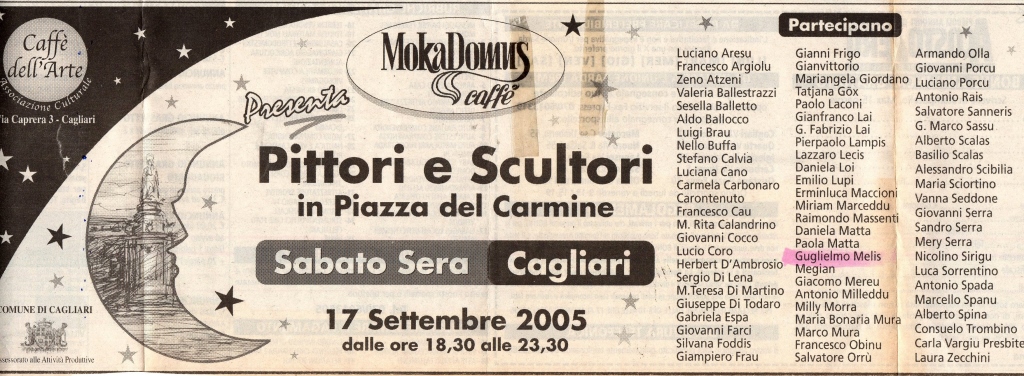 Caffè
dell'Arte
Associazione Culturale
Via Caprera 3 - Cagliari
COMUNE DI CAGLIARI
Assessorato alle Attività Produttive
MokaDomus
caffè
Presenta
Pittori e Scultori
in Piazza del Carmine
Sabato Sera Cagliari
17 Settembre 2005
dalle ore 18,30 alle 23,30
Partecipano
Luciano Aresu
Francesco Argiolu
Zeno Atzeni
Valeria Ballestrazzi
Sesella Balletto
Aldo Ballocco
Luigi Brau
Nello Buffa
Stefano Calvia
Luciana Cano
Carmela Carbonaro
Carontenuto
Francesco Cau
M. Rita Calandrino
Giovanni Cocco
Lucio Coro
Herbert D'Ambrosio
Sergio Di Lena
M.Teresa Di Martino
Giuseppe Di Todaro
Gabriela Espa
Giovanni Farci
Silvana Foddis
Giampiero Frau
Gianni Frigo
Gianvittorio
Mariangela Giordano
Tatjana Göx
Paolo Laconi
Gianfranco Lai
G. Fabrizio Lai
Pierpaolo Lampis
Lazzaro Lecis
Daniela Loi
Emilio Lupi
Erminluca Maccioni
Miriam Marceddu
Raimondo Massenti
Daniela Matta
Paola Matta
Guglielmo Melis
Megian
Giacomo Mereu
Antonio Milleddu
Milly Morra
Maria Bonaria Mura
Marco Mura
Francesco Obinu
Salvatore Orrù
Armando Olla
Giovanni Porcu
Luciano Porcu
Antonio Rais
Salvatore Sanneris
G. Marco Sassu
Alberto Scalas
Basilio Scalas
Alessandro Scibilia
Maria Sciortino
Vanna Seddone
Giovanni Serra
Sandro Serra
Mery Serra
Nicolino Sirigu
Luca Sorrentino
Antonio Spada
Marcello Spanu
Alberto Spina
Consuelo Trombino
Carla Vargiu Presbite
Laura Zecchini